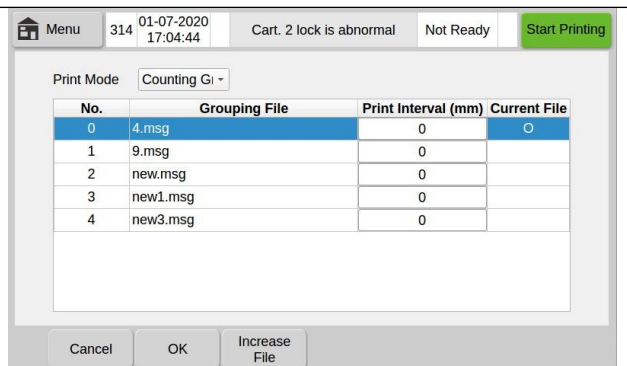 Menu 314 01-07-2020 17:04:44 Cart. 2 lock is abnormal Not Ready Start Printing
Print Mode Counting G
No. Grouping File Print Interval (mm) Current File
0 4.msg 0 O
1 9.msg 0
2 new.msg 0
3 new1.msg 0
4 new3.msg 0
Cancel OK Increase File